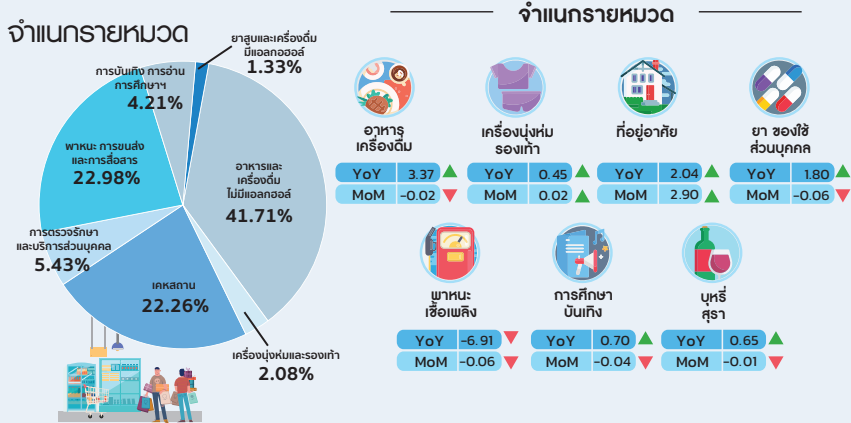 จำแนกรายหมวด
ยาสูบและเครื่องดื่ม
มีแอลกอฮอล์
1.33%
การบันเทิง การอ่าน
การศึกษาฯ
4.21%
พาหนะ การขนส่ง
และการสื่อสาร
22.98%
อาหารและ
เครื่องดื่ม
ไม่มีแอลกอฮอล์
41.71%
การตรวจรักษา
และบริการส่วนบุคคล
5.43%
เคหสถาน
22.26%
เครื่องนุ่งห่มและรองเท้า
2.08%
จำแนกรายหมวด
อาหาร
เครื่องดื่ม
YoY 3.37
MoM -0.02
เครื่องนุ่งห่ม
รองเท้า
YoY 0.45
MoM 0.02
ที่อยู่อาศัย
YoY 2.04
MoM 2.90
ยา ของใช้
ส่วนบุคคล
YoY 1.80
MoM -0.06
พาหนะ
เชื้อเพลิง
YoY -6.91
MoM -0.06
การศึกษา
บันเทิง
YoY 0.70
MoM -0.04
บุหรี่
สุรา
YoY 0.65
MoM -0.01